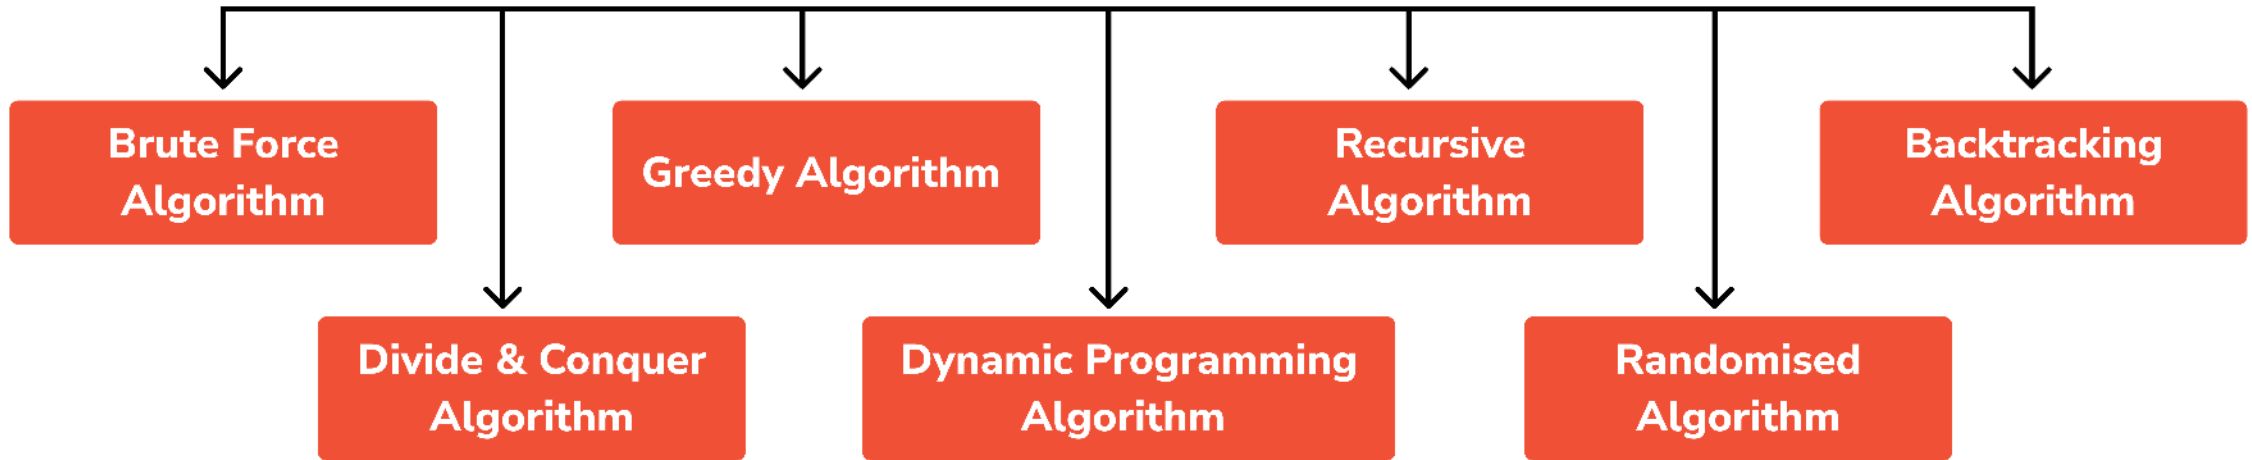 Brute Force
Algorithm
Greedy Algorithm
Recursive
Algorithm
Backtracking
Algorithm
Divide & Conquer
Algorithm
Dynamic Programming
Algorithm
Randomised
Algorithm